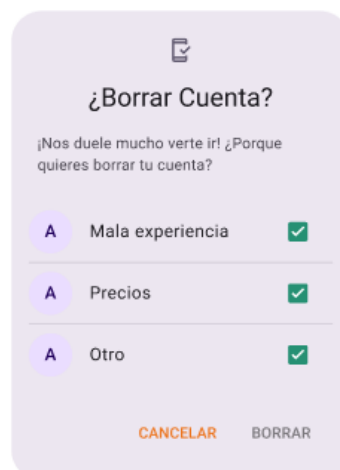 ¿Borrar Cuenta?
¡Nos duele mucho verte ir! ¿Porque
quieres borrar tu cuenta?
A Mala experiencia
A Precios
A Otro
CANCELAR BORRAR